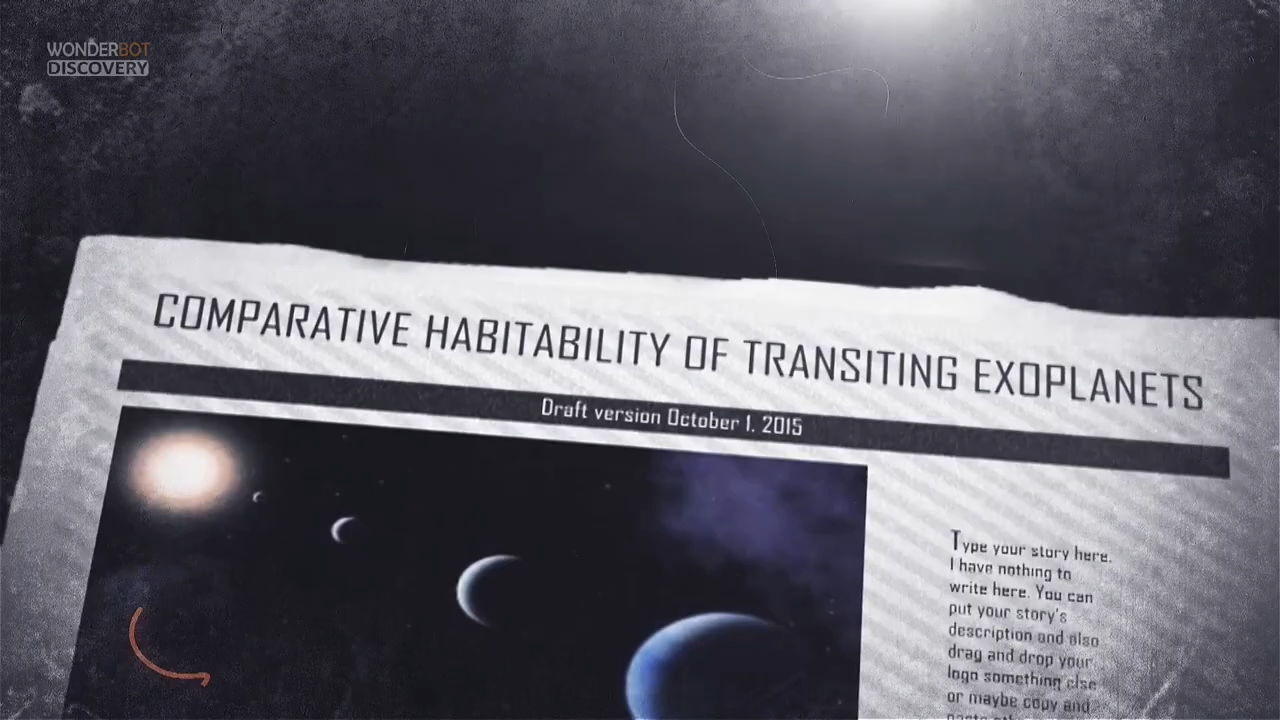 WONDERBOT
DISCOVERY
COMPARATIVE HABITABILITY OF TRANSITING EXOPLANETS
Draft version October 1. 2015
Type your story here.
I have nothing to
write here. You can
put your story's
description and also
drag and drop your
logo something else
or maybe copy and